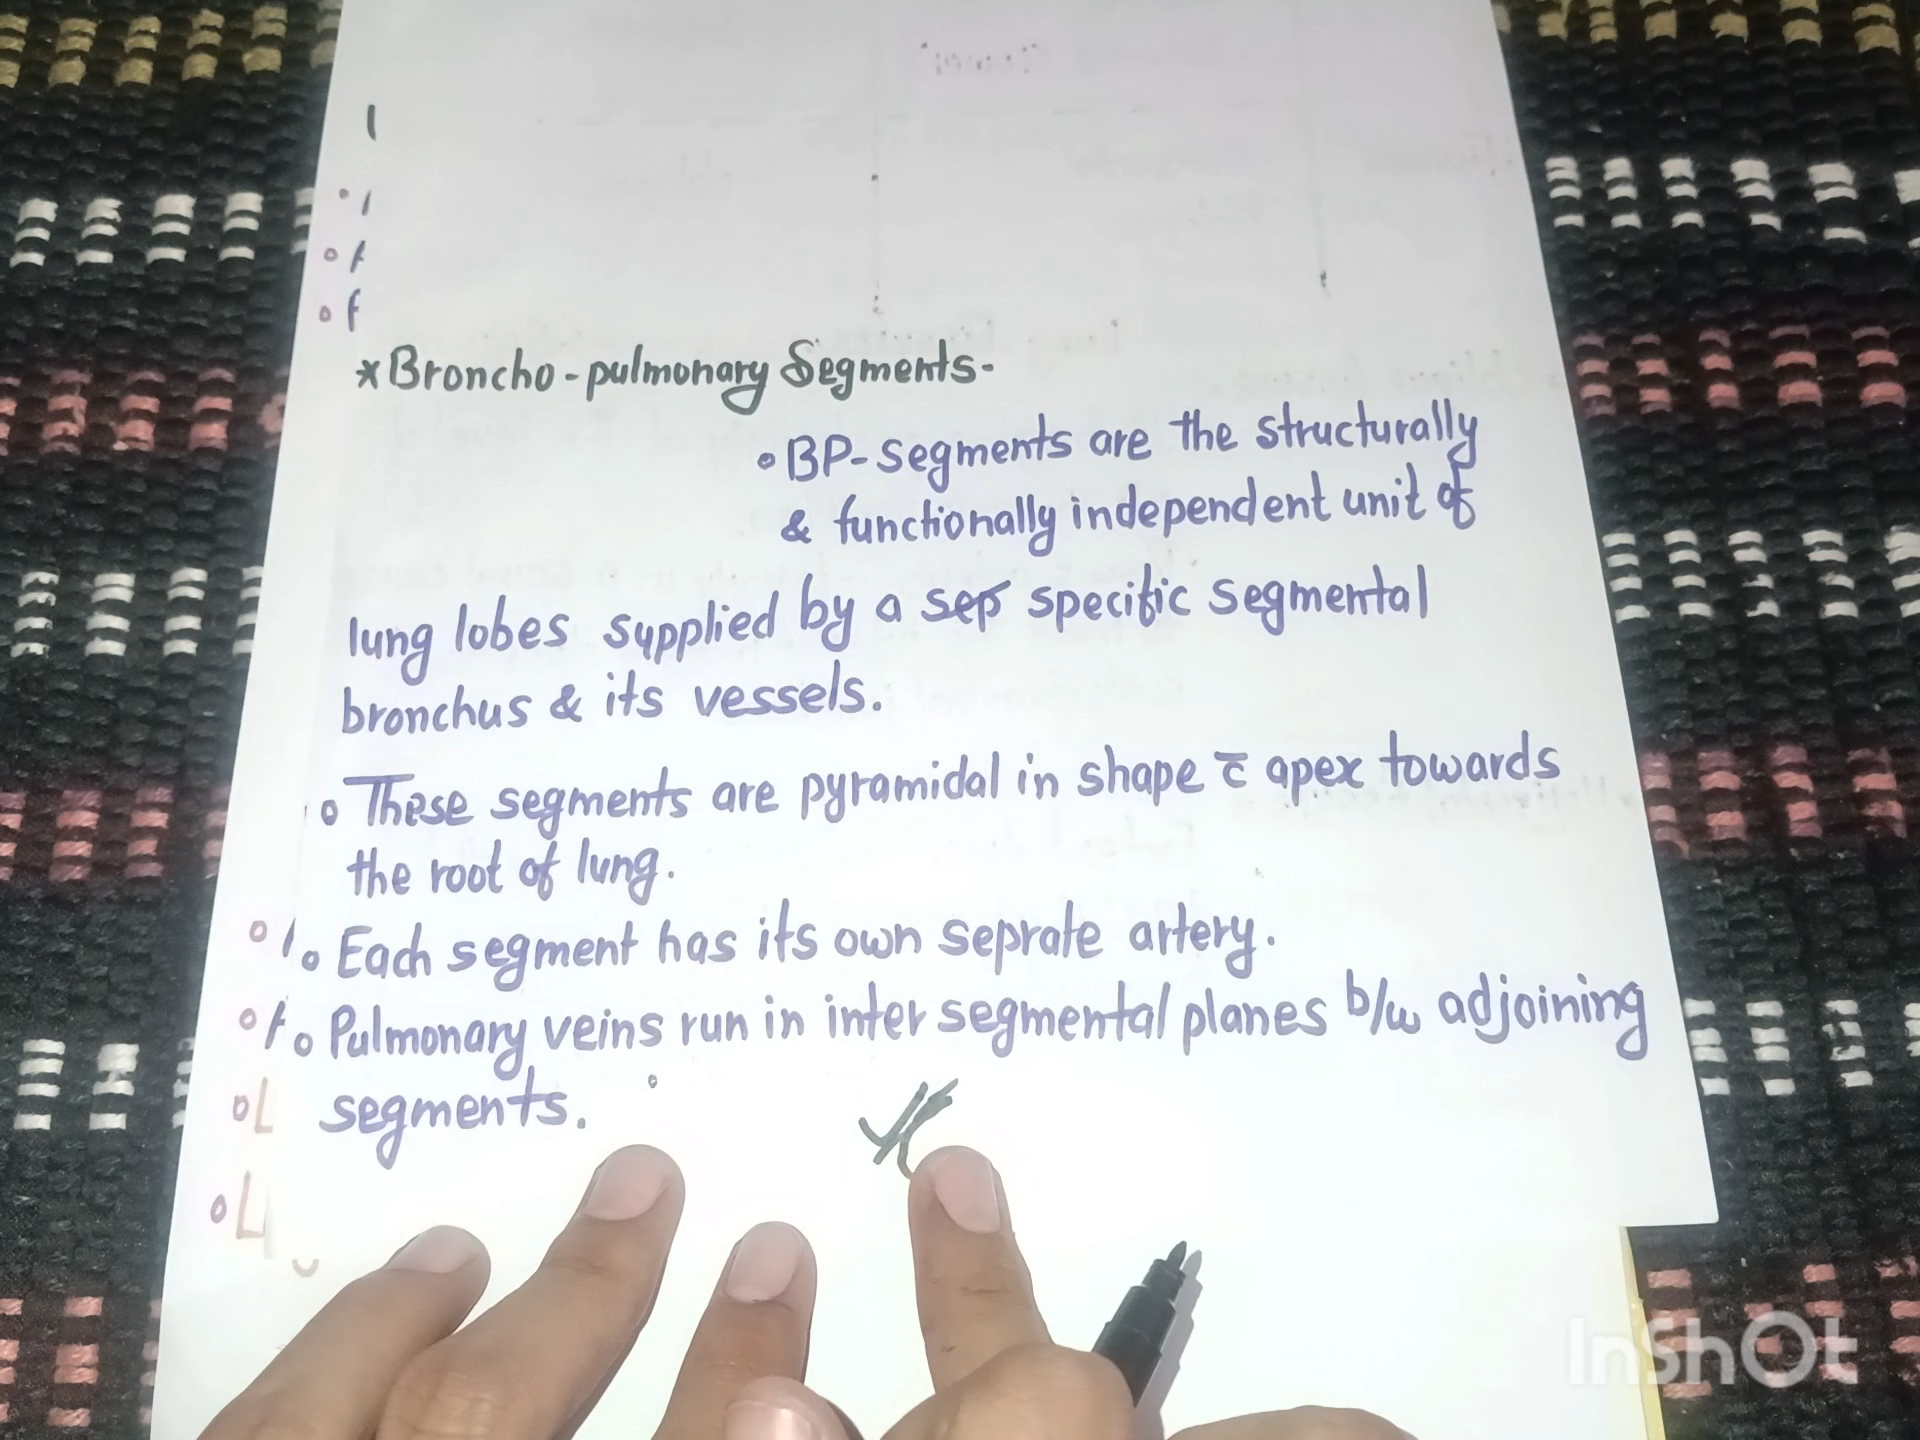 * Broncho-pulmonary Segments-
• BP-segments are the structurally
& functionally independent unit of
lung lobes supplied by a sep specific segmental
bronchus & its vessels.
o These segments are pyramidal in shape c̅ apex towards
the root of lung.
o Each segment has its own seprate artery.
o Pulmonary veins run in inter segmental planes b/w adjoining
segments.
InShOt